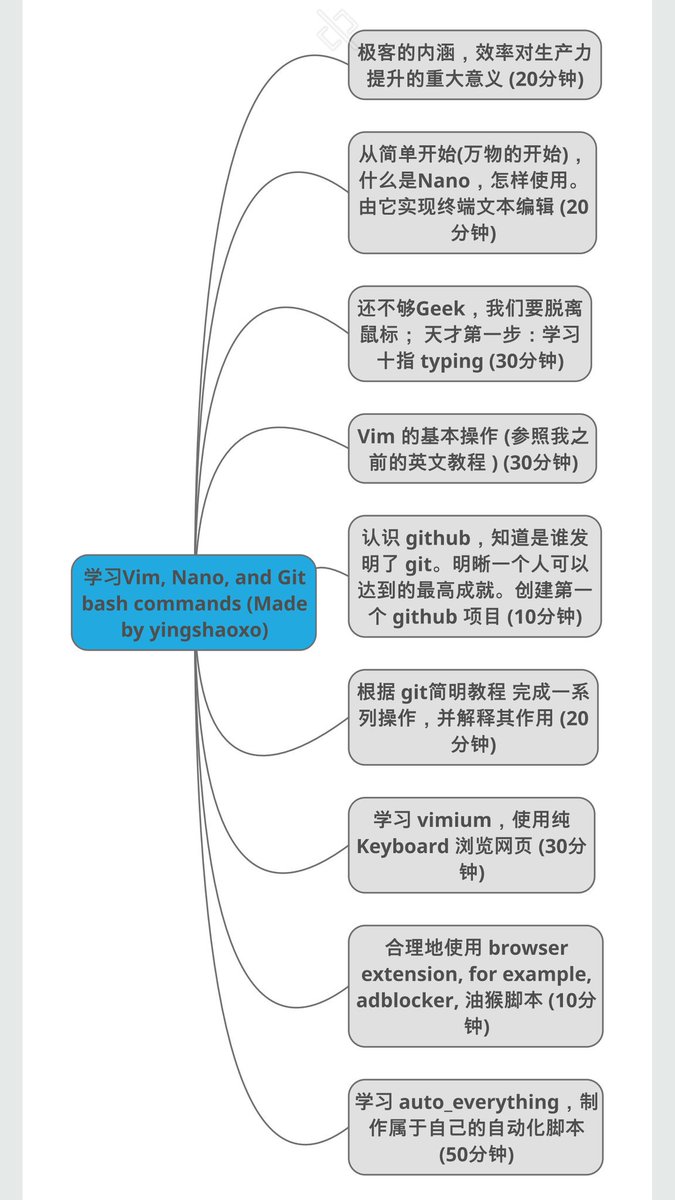 极客的内涵，效率对生产力
提升的重大意义 (20分钟)
从简单开始(万物的开始)，
什么是Nano，怎样使用。
由它实现终端文本编辑 (20
分钟)
还不够Geek，我们要脱离
鼠标； 天才第一步：学习
十指 typing (30分钟)
Vim 的基本操作 (参照我之
前的英文教程 ) (30分钟)
学习Vim, Nano, and Git
bash commands (Made
by yingshaoxo)
认识 github，知道是谁发
明了 git。明晰一个人可以
达到的最高成就。创建第一
个 github 项目 (10分钟)
根据 git简明教程 完成一系
列操作，并解释其作用 (20
分钟)
学习 vimium，使用纯
Keyboard 浏览网页 (30分
钟)
合理地使用 browser
extension, for example,
adblocker, 油猴脚本 (10分
钟)
学习 auto_everything，制
作属于自己的自动化脚本
(50分钟)